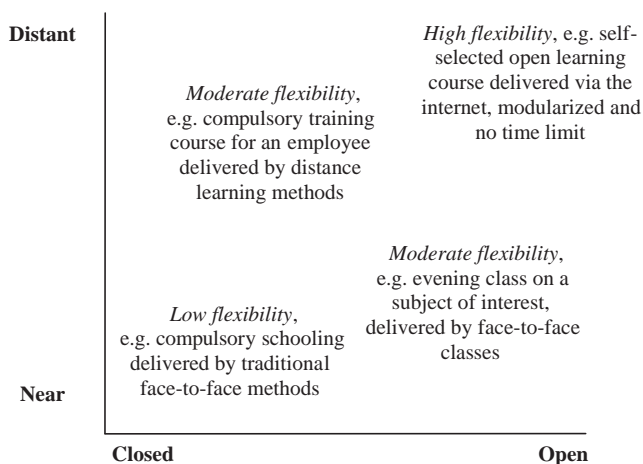 Distant
High flexibility, e.g. self-
selected open learning
course delivered via the
internet, modularized and
no time limit
Moderate flexibility,
e.g. compulsory training
course for an employee
delivered by distance
learning methods
Moderate flexibility,
e.g. evening class on a
subject of interest,
delivered by face-to-face
classes
Low flexibility,
e.g. compulsory schooling
delivered by traditional
face-to-face methods
Near
Closed
Open